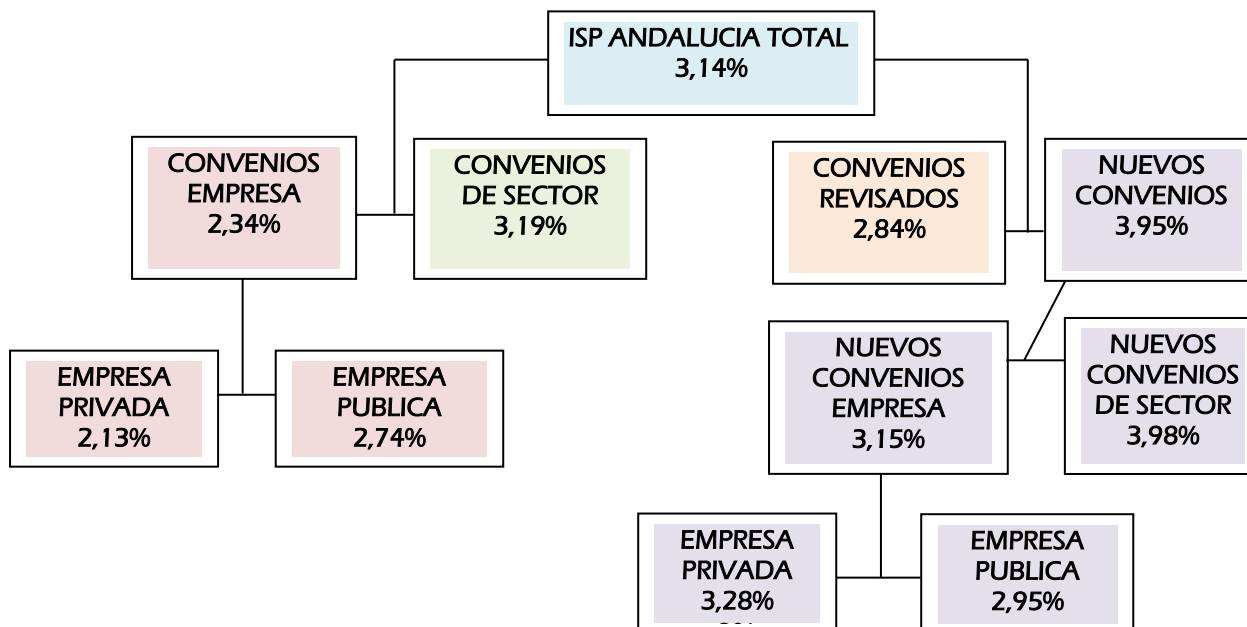 ISP ANDALUCIA TOTAL
3,14%
CONVENIOS
EMPRESA
2,34%
CONVENIOS
DE SECTOR
3,19%
CONVENIOS
REVISADOS
2,84%
NUEVOS
CONVENIOS
3,95%
EMPRESA
PRIVADA
2,13%
EMPRESA
PUBLICA
2,74%
NUEVOS
CONVENIOS
EMPRESA
3,15%
NUEVOS
CONVENIOS
DE SECTOR
3,98%
EMPRESA
PRIVADA
3,28%
EMPRESA
PUBLICA
2,95%